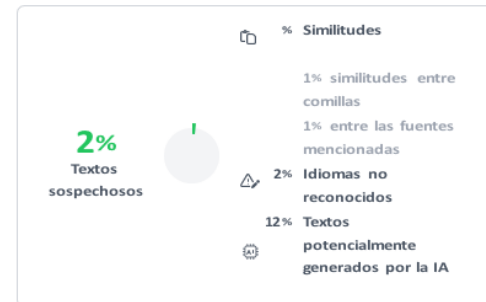 % Similitudes
1% similitudes entre
comillas
1% entre las fuentes
mencionadas
2%
Textos
sospechosos
2% Idiomas no
reconocidos
12% Textos
potencialmente
generados por la IA